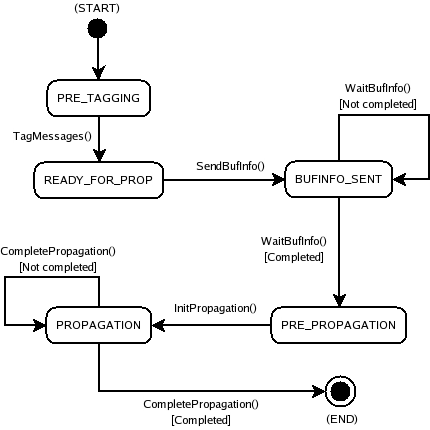 (START)
PRE_TAGGING
TagMessages()
READY_FOR_PROP
SendBufInfo()
BUFINFO_SENT
WaitBufInfo()
[Not completed]
WaitBufInfo()
[Completed]
PRE_PROPAGATION
InitPropagation()
PROPAGATION
CompletePropagation()
[Not completed]
CompletePropagation()
[Completed]
(END)